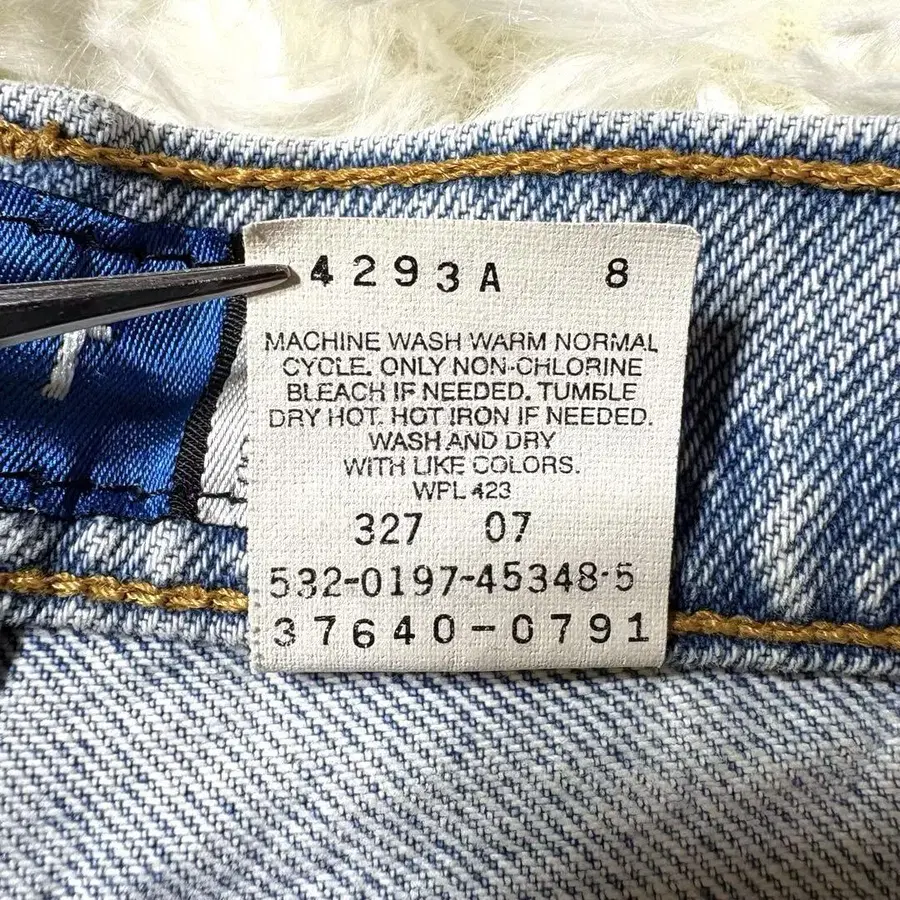 4293A 8
MACHINE WASH WARM NORMAL
CYCLE. ONLY NON-CHLORINE
BLEACH IF NEEDED. TUMBLE
DRY HOT. HOT IRON IF NEEDED.
WASH AND DRY
WITH LIKE COLORS.
WPL 423
327 07
532-0197-45348-5
37640-0791